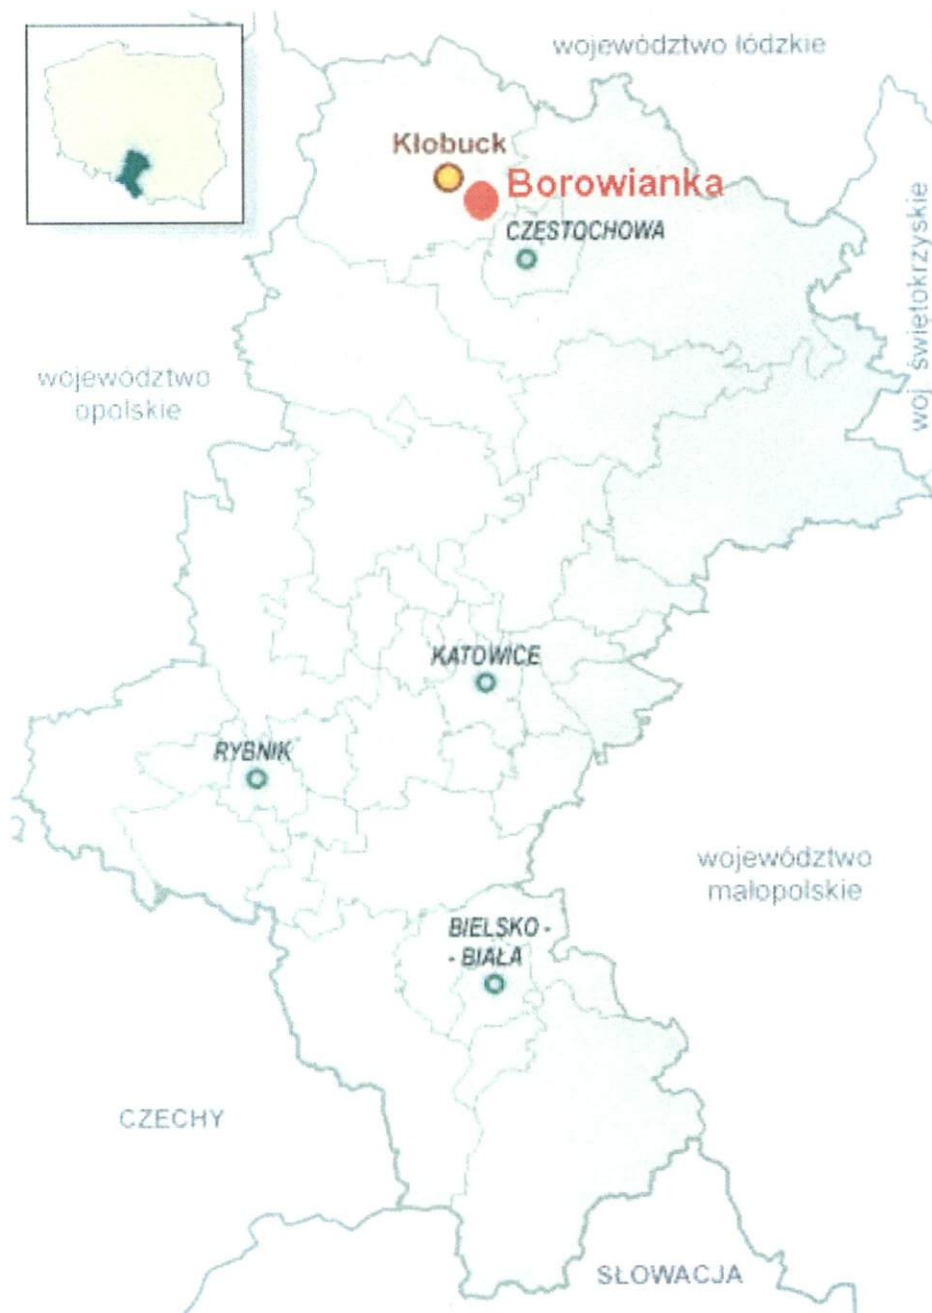 województwo łódzkie
Kłobuck
Borowianka
CZĘSTOCHOWA
woj. świętokrzyskie
województwo
opolskie
KATOWICE
RYBNIK
województwo
małopolskie
BIELSKO -
- BIAŁA
CZECHY
SŁOWACJA